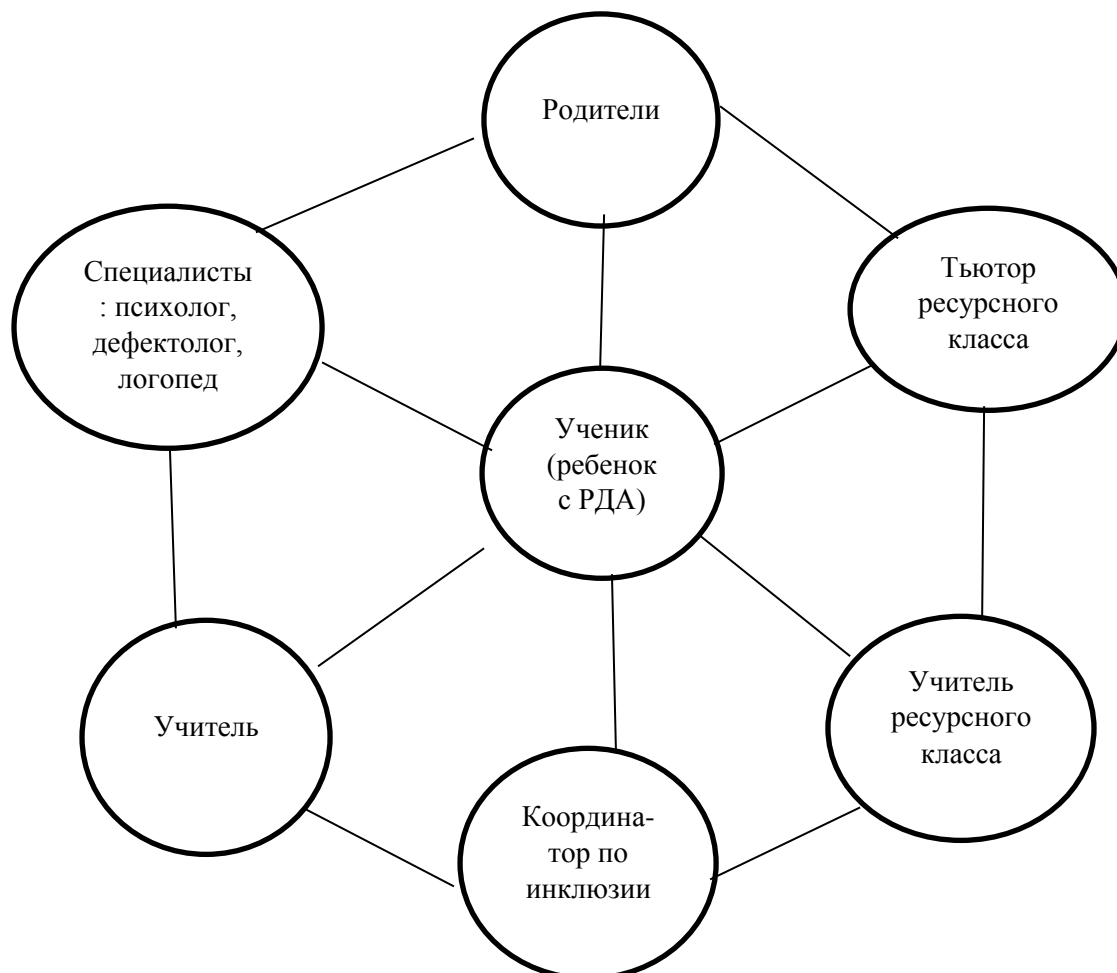 Родители
Специалисты
: психолог,
дефектолог,
логопед
Тьютор
ресурсного
класса
Ученик
(ребенок
с РДА)
Учитель
Учитель
ресурсного
класса
Координа-
тор по
инклюзии